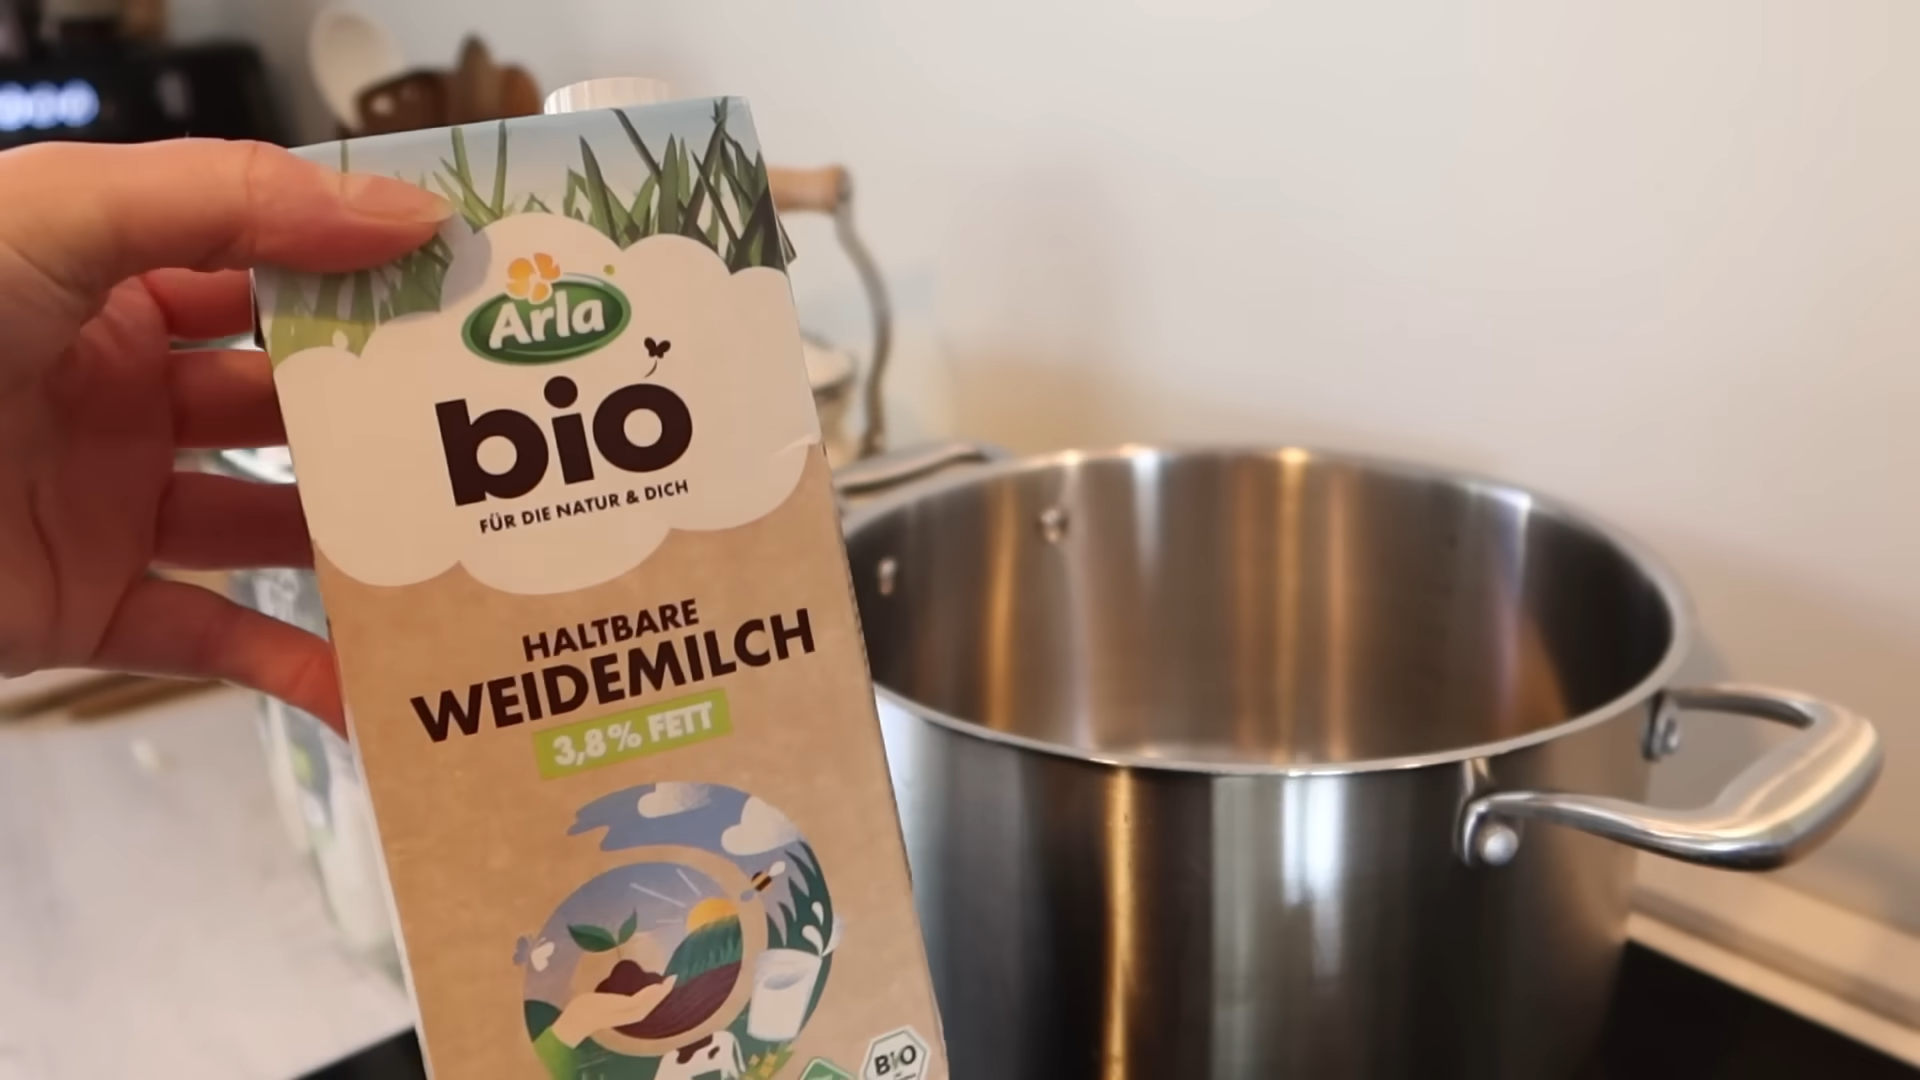 Arla
bio
FÜR DIE NATUR & DICH
HALTBARE
WEIDEMILCH
3,8% FETT
BIO